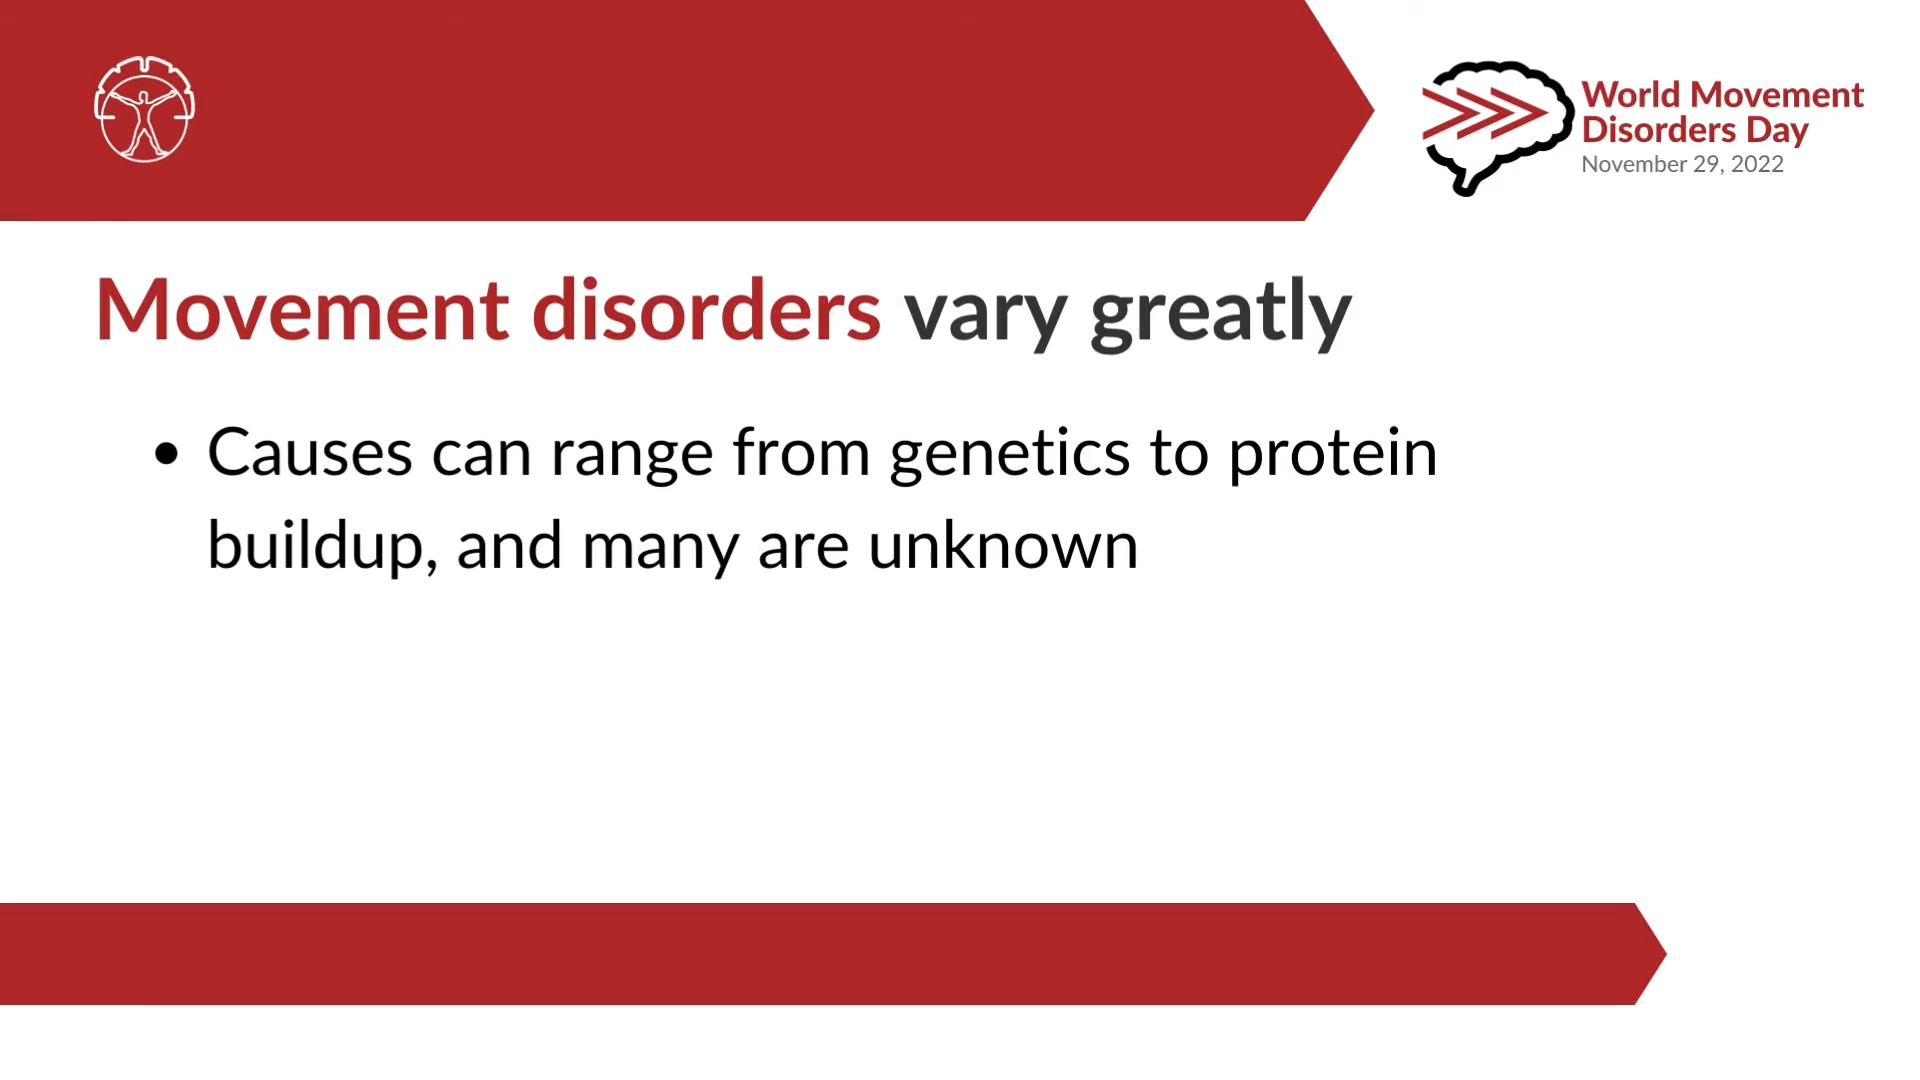 World Movement
Disorders Day
November 29, 2022
Movement disorders vary greatly
• Causes can range from genetics to protein
buildup, and many are unknown